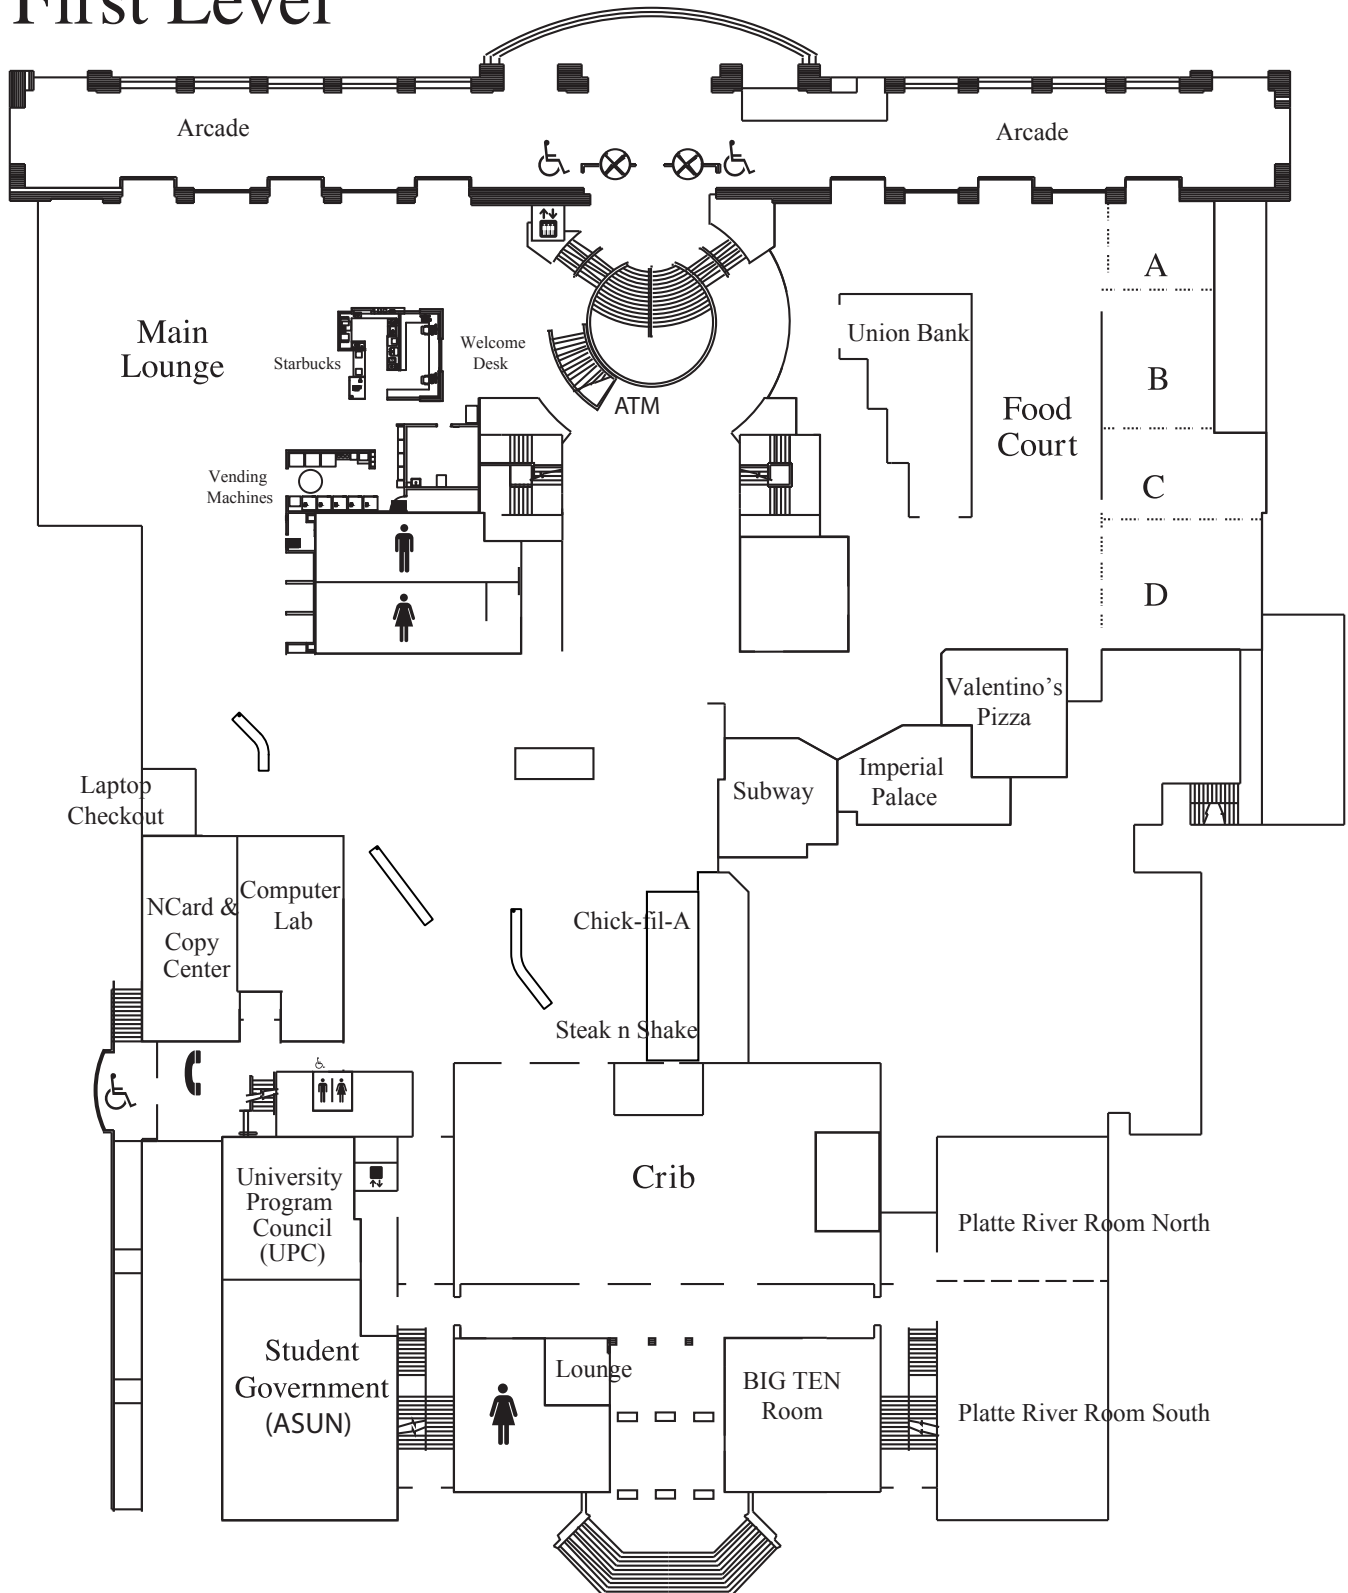 First Level
Arcade
Arcade
A
Main
Lounge
Starbucks
Welcome
Desk
ATM
Union Bank
B
Food
Court
C
Vending
Machines
D
Valentino's
Pizza
Imperial
Palace
Subway
Laptop
Checkout
NCard &
Copy
Center
Computer
Lab
Chick-fil-A
Steak n Shake
University
Program
Council
(UPC)
Crib
Platte River Room North
Student
Government
(ASUN)
Lounge
BIG TEN
Room
Platte River Room South